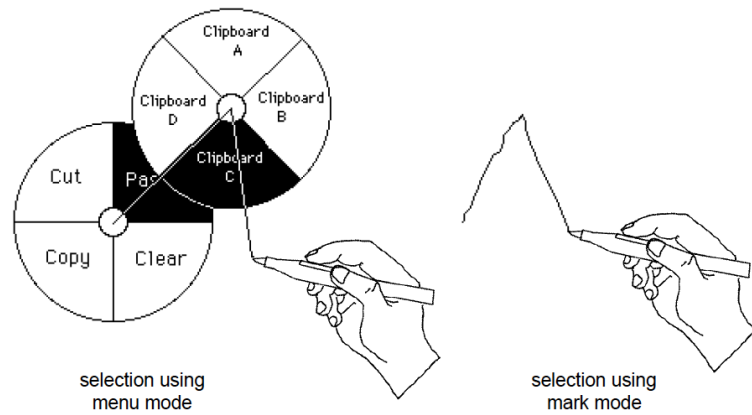 Clipboard
A
Clipboard
D
Clipboard
B
Clipboard
C
Cut
Pas
Copy
Clear
selection using
menu mode
selection using
mark mode